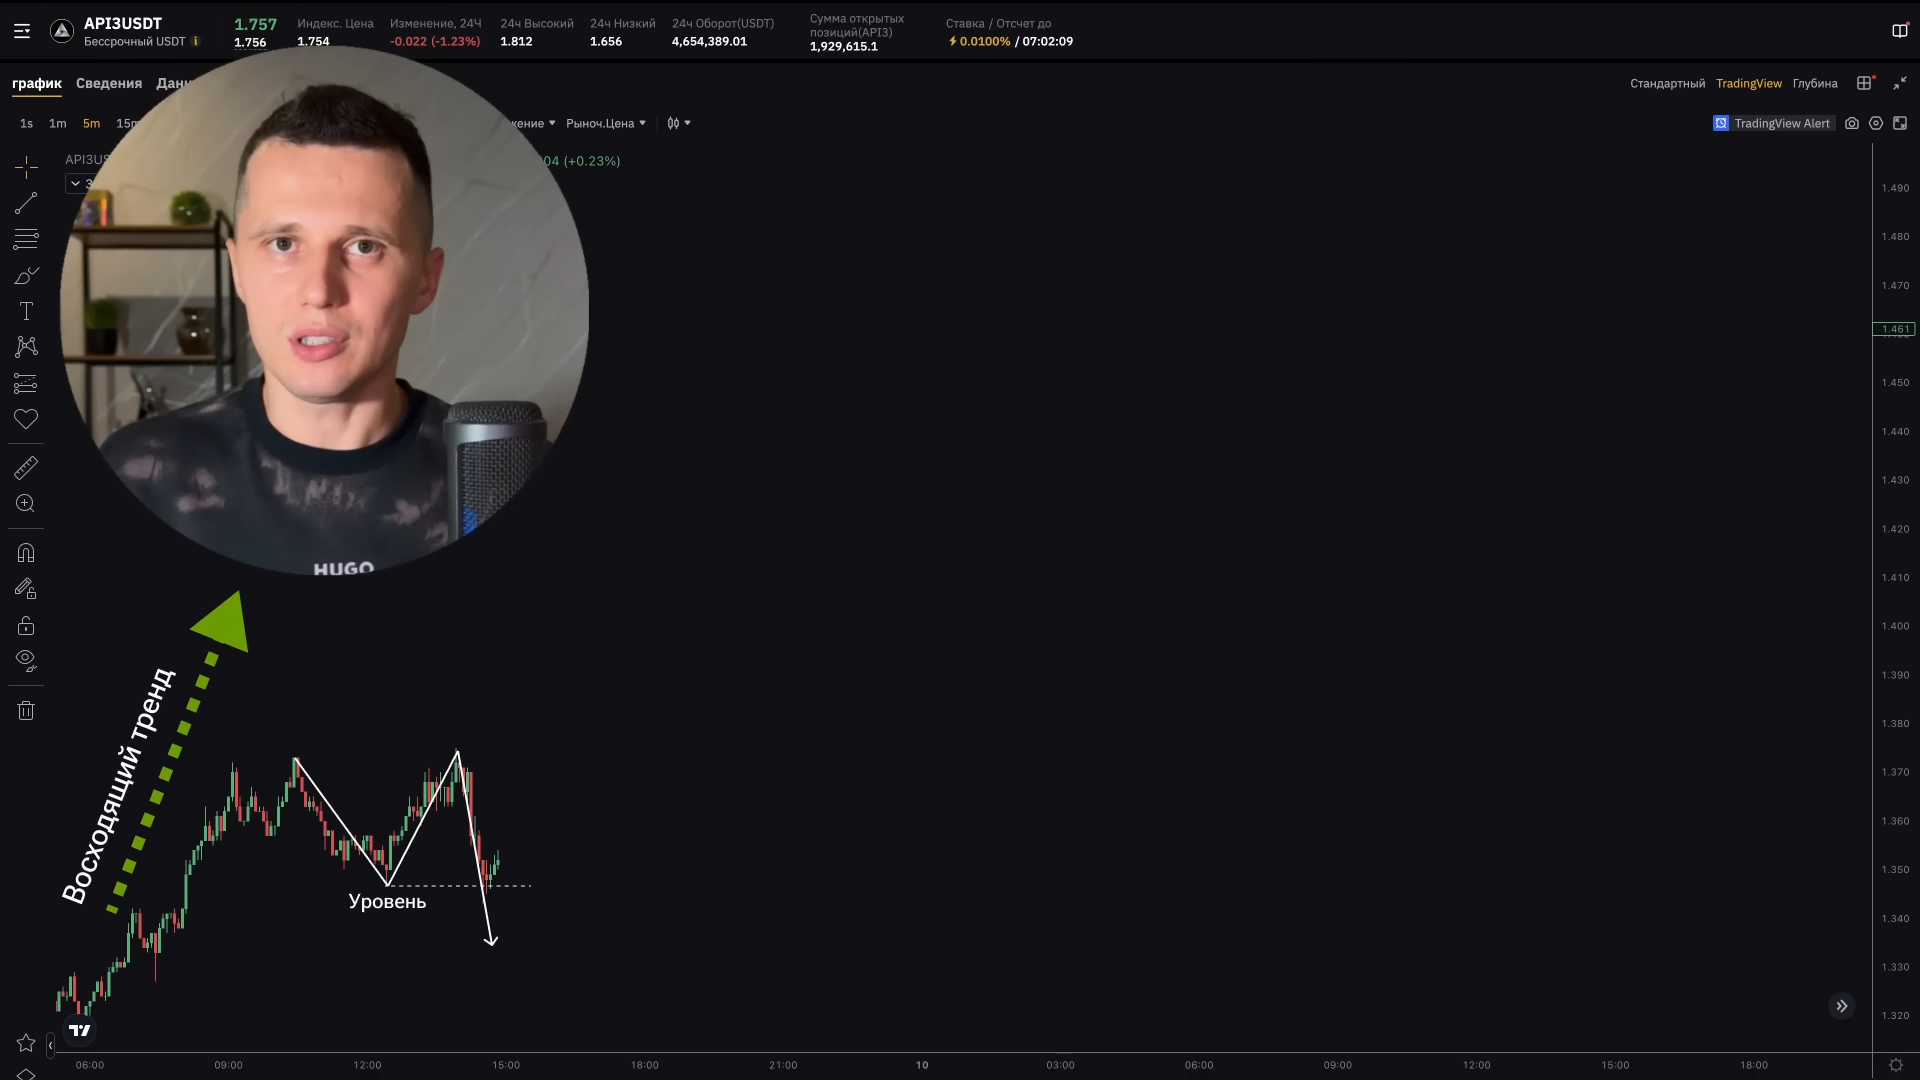 API3USDT
Бессрочный USDT
1.757
1.756
Индекс. Цена
1.754
Изменение, 24Ч
-0.022 (-1.23%)
24ч Высокий
1.812
24ч Низкий
1.656
24ч Оборот(USDT)
4,654,389.01
Сумма открытых
позиций(API3)
1,929,615.1
Ставка / Отсчет до
0.0100% / 07:02:09
график Сведения
Стандартный TradingView Глубина
1s 1m 5m
Рыноч.Цена
TradingView Alert
(+0.23%)
1.490
1.480
1.470
1.461
1.450
1.440
1.430
1.420
1.410
1.400
1.390
1.380
1.370
1.360
1.350
1.340
1.330
1.320
HUGO
Восходящий тренд
Уровень
06:00 09:00 12:00 15:00 18:00 21:00 10 03:00 06:00 09:00 12:00 15:00 18:00